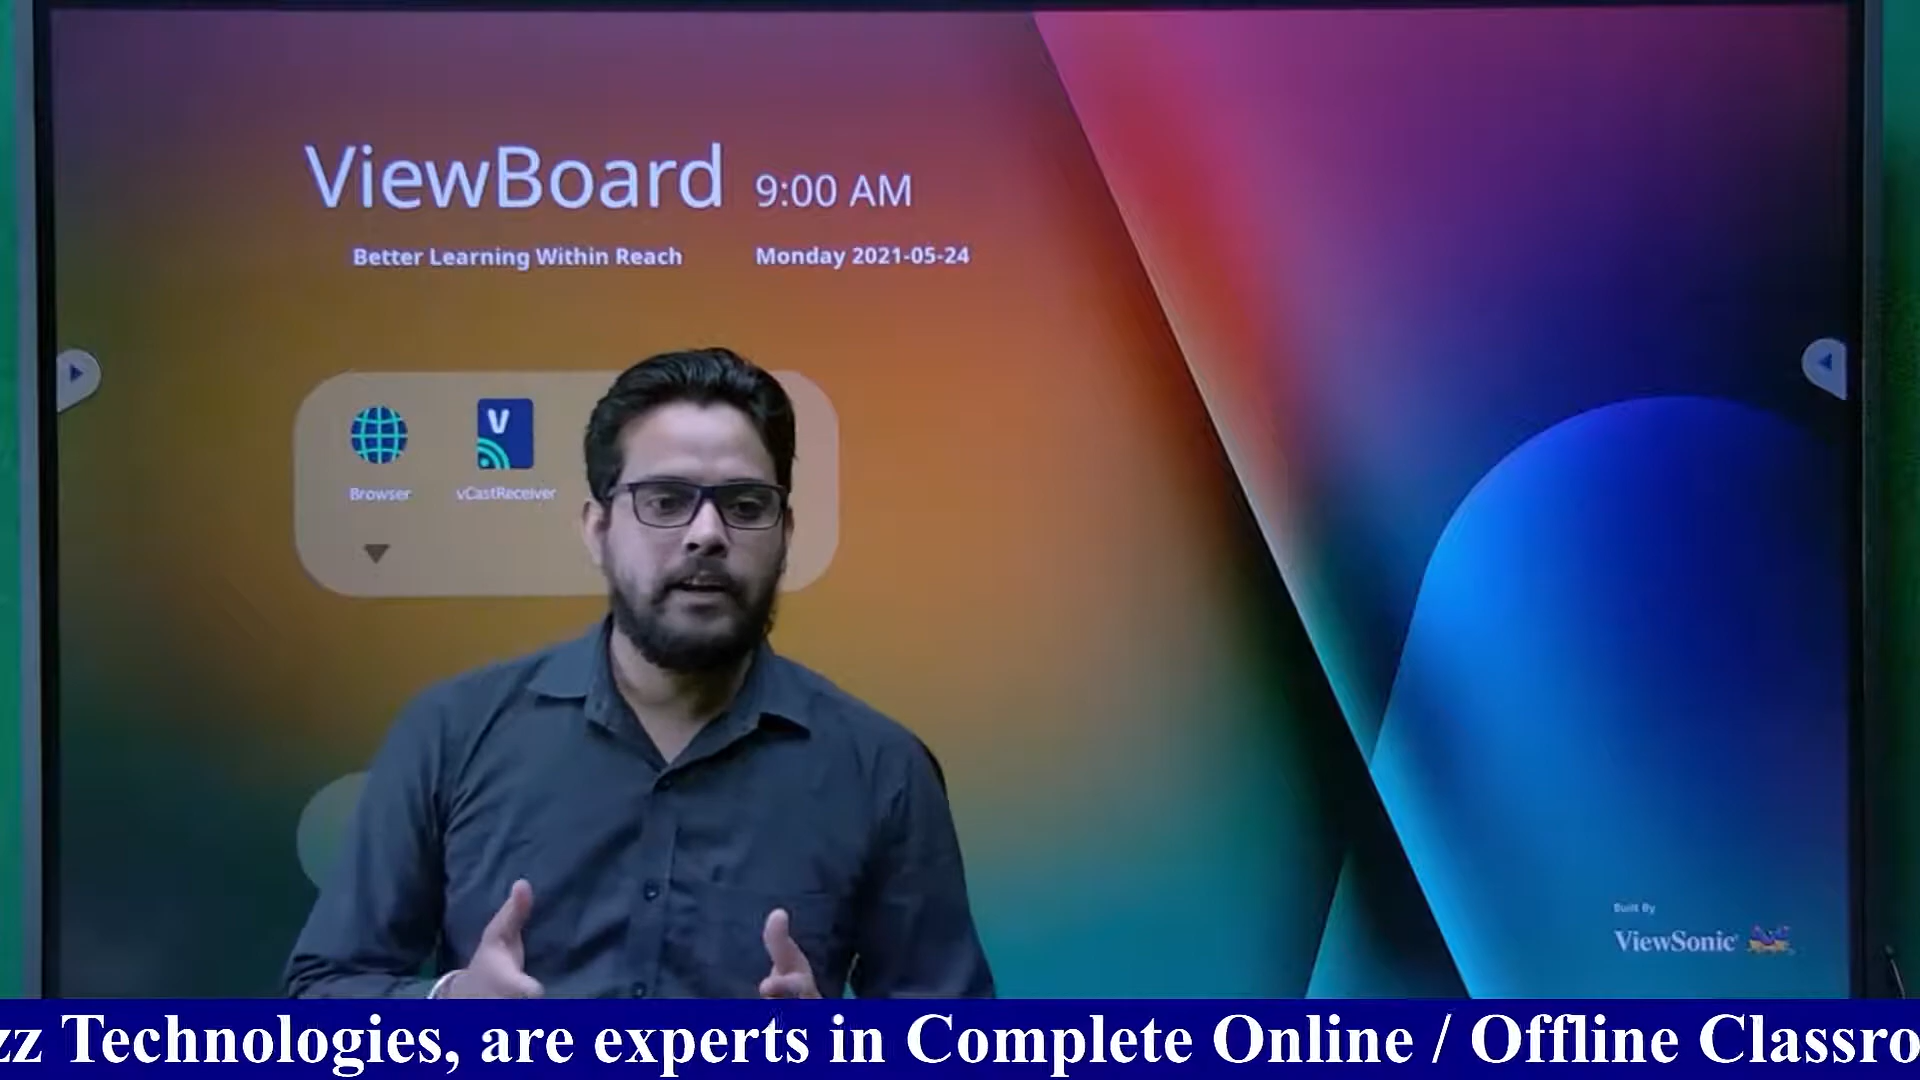 ViewBoard 9:00 AM
Better Learning Within Reach Monday 2021-05-24
V
Browser vCastReceiver
Built By
ViewSonic
zz Technologies, are experts in Complete Online / Offline Classro